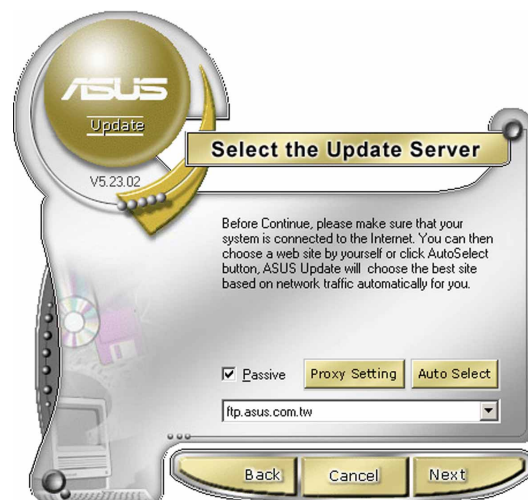 ASUS
Update
V5.23.02
Select the Update Server
Before Continue, please make sure that your
system is connected to the Internet. You can then
choose a web site by yourself or click AutoSelect
button, ASUS Update will choose the best site
based on network traffic automatically for you.
Passive
Proxy Setting
Auto Select
ftp.asus.com.tw
Back
Cancel
Next